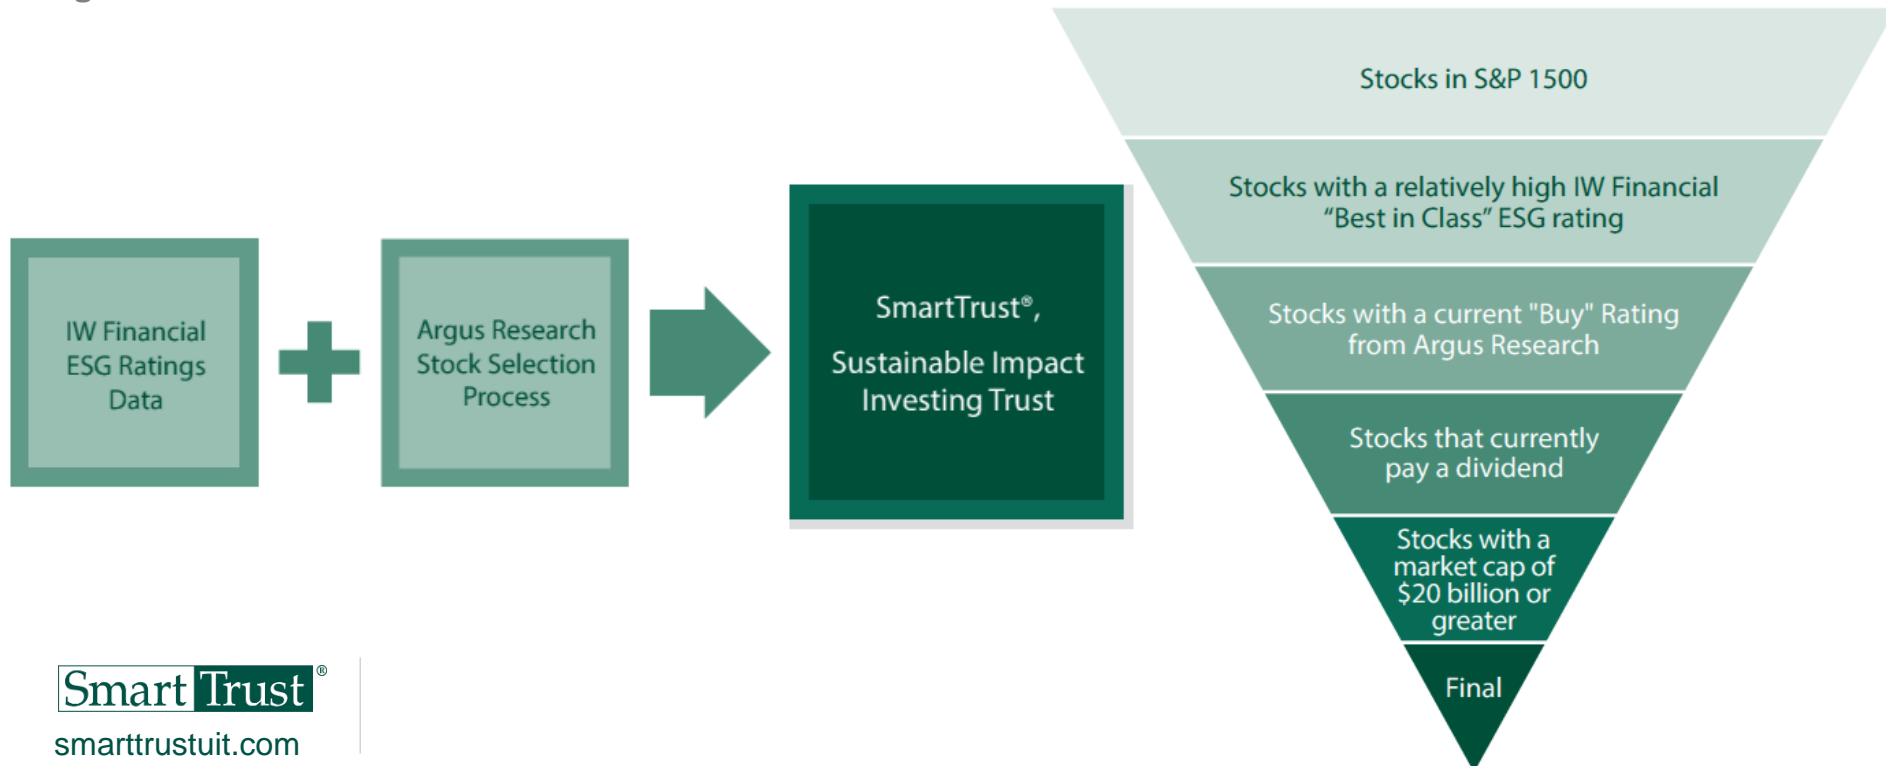 IW Financial
ESG Ratings
Data
Argus Research
Stock Selection
Process
SmartTrust®,
Sustainable Impact
Investing Trust
Stocks in S&P 1500
Stocks with a relatively high IW Financial
“Best in Class” ESG rating
Stocks with a current "Buy" Rating
from Argus Research
Stocks that currently
pay a dividend
Stocks with a
market cap of
$20 billion or
greater
Final
Smart Trust®
smarttrustuit.com